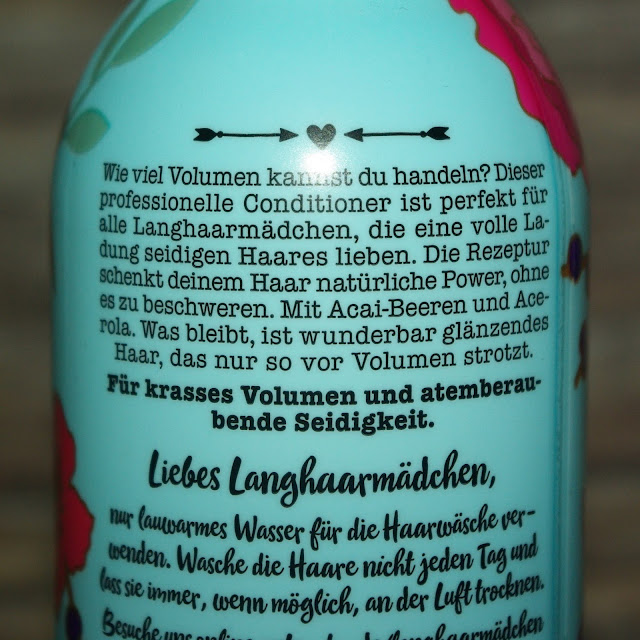 Wie viel Volumen kannst du handeln? Dieser
professionelle Conditioner ist perfekt für
alle Langhaarmädchen, die eine volle La-
dung seidigen Haares lieben. Die Rezeptur
schenkt deinem Haar natürliche Power, ohne
es zu beschweren. Mit Acai-Beeren und Ace-
rola. Was bleibt, ist wunderbar glänzendes
Haar, das nur so vor Volumen strotzt.
Für krasses Volumen und atemberau-
bende Seidigkeit.
Liebes Langhaarmädchen,
nur lauwarmes Wasser für die Haarwäsche ver-
wenden. Wasche die Haare nicht jeden Tag und
lass sie immer, wenn möglich, an der Luft trocknen.
Besuche uns online